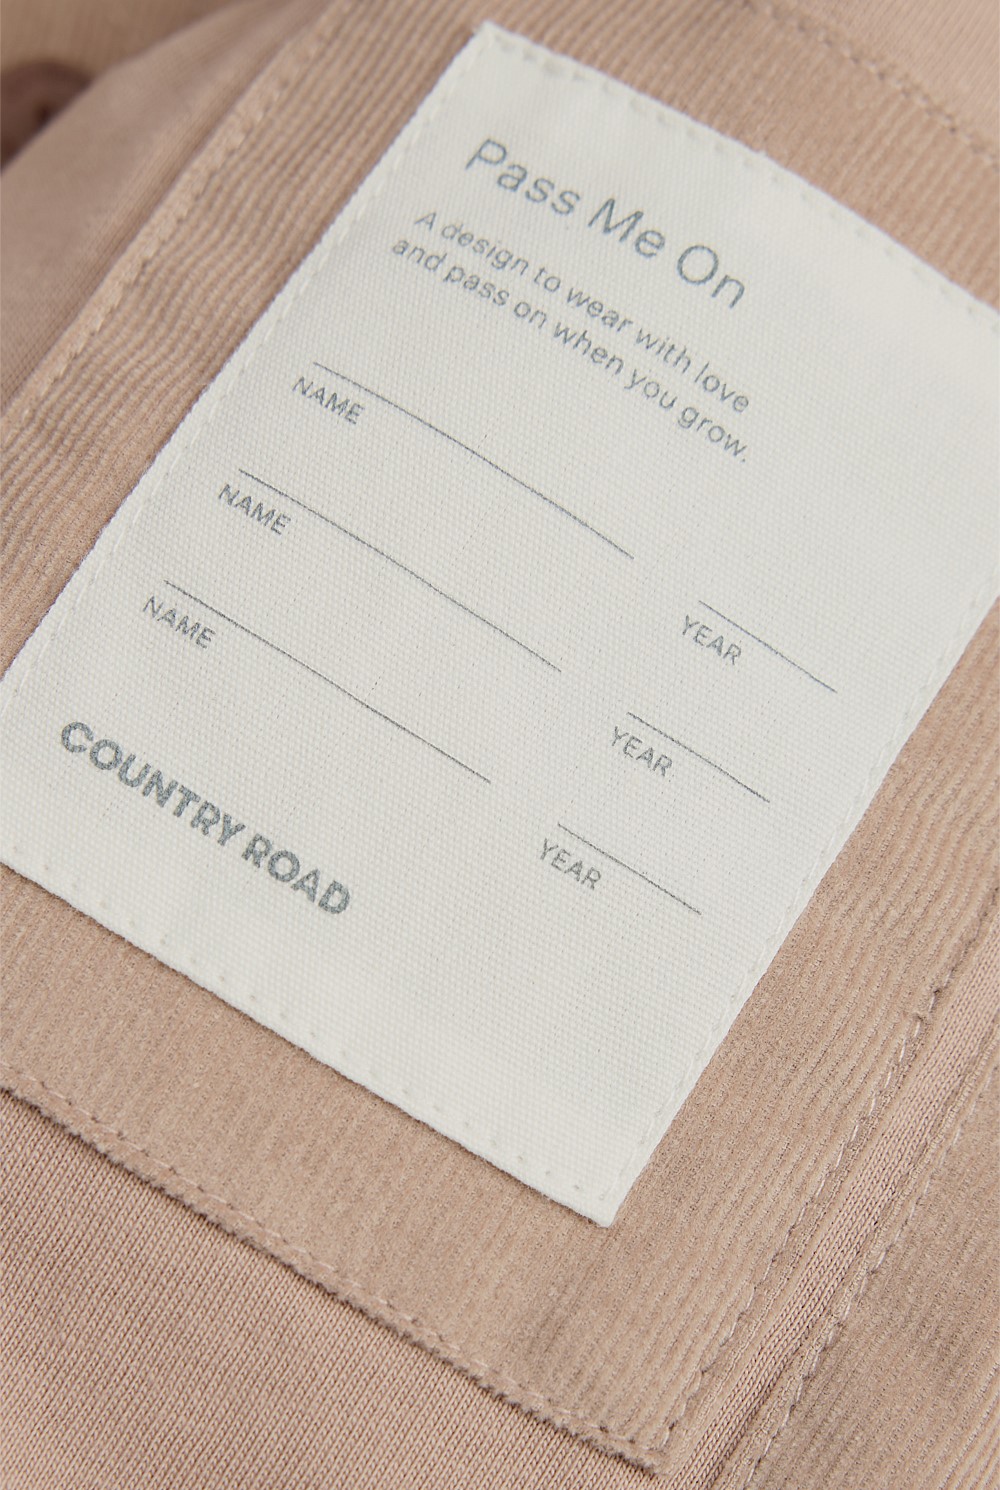 Pass Me On
A design to wear with love
and pass on when you grow.
NAME
YEAR
NAME
YEAR
NAME
YEAR
COUNTRY ROAD